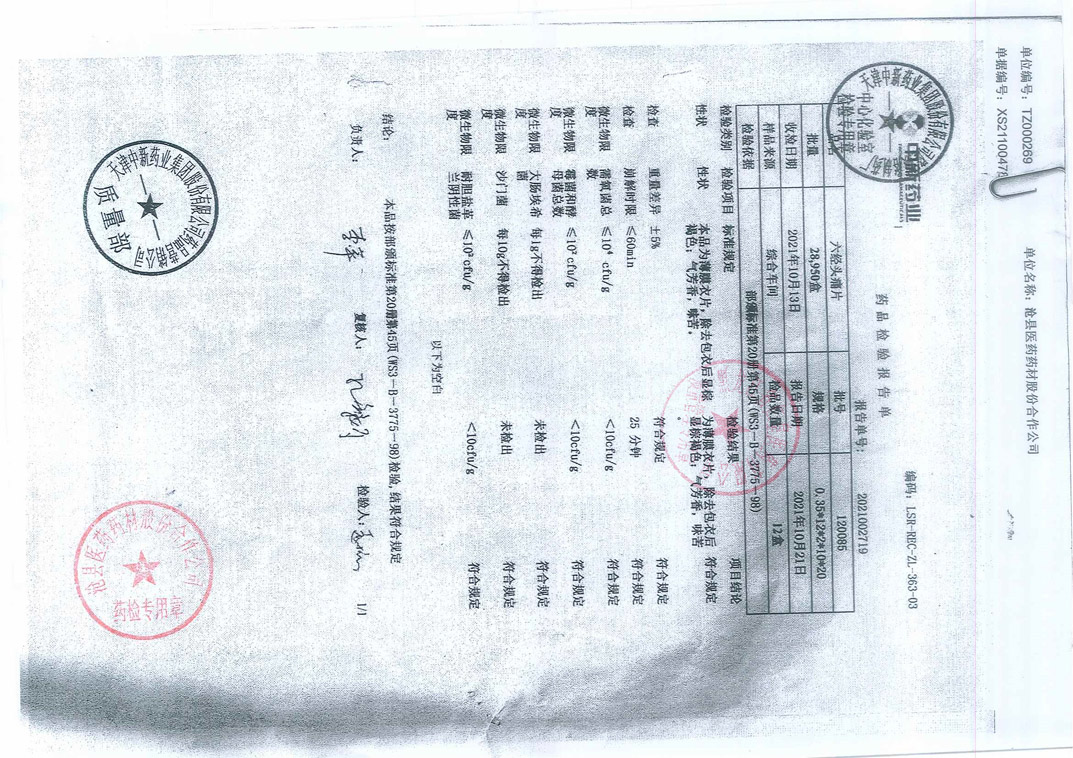 单位编号：TZ000269
单位名称：沧县医药药材股份合作公司
单据编号：XS2110047
中新药业
天津中新药业集团股份有限公司
中心化验室
检验专用章
编码：LSR-REC-ZL-363-03
药 品 检 验 报 告 单
报告单号： 2021002719
六经头痛片 批号 120085
批量 28,950盒 规格 0.35*12*2*10*20
收检日期 2021年10月13日 报告日期 2021年10月21日
样品来源 综合车间 检品数量 12盒
检验依据 部颁标准第20册第45页(WS3-B-3775-98)
检验类别 检验项目 标准规定 检验结果 项目结论
性状 性状 本品为薄膜衣片，除去包衣后显棕 为薄膜衣片，除去包衣后 符合规定
褐色；气芳香，味苦。 显棕褐色；气芳香，味苦
。
检查 重量差异 ±5% 符合规定 符合规定
检查 崩解时限 ≤60min 25 分钟 符合规定
微生物限 需氧菌总 ≤10⁴ cfu/g <10cfu/g 符合规定
度 数
微生物限 霉菌和酵 ≤10² cfu/g <10cfu/g 符合规定
度 母菌总数
微生物限 大肠埃希 每1g不得检出 未检出 符合规定
度 菌
微生物限 沙门菌 每10g不得检出 未检出 符合规定
度
微生物限 耐胆盐革 ≤10² cfu/g <10cfu/g 符合规定
度 兰阴性菌
以下为空白
结论： 本品按部颁标准第20册第45页(WS3-B-3775-98)检验，结果符合规定
负责人： 复核人： 检验人： 1/1
天津中新药业集团股份有限公司药品营销公司
质量部
沧县医药药材股份合作公司
药检专用章